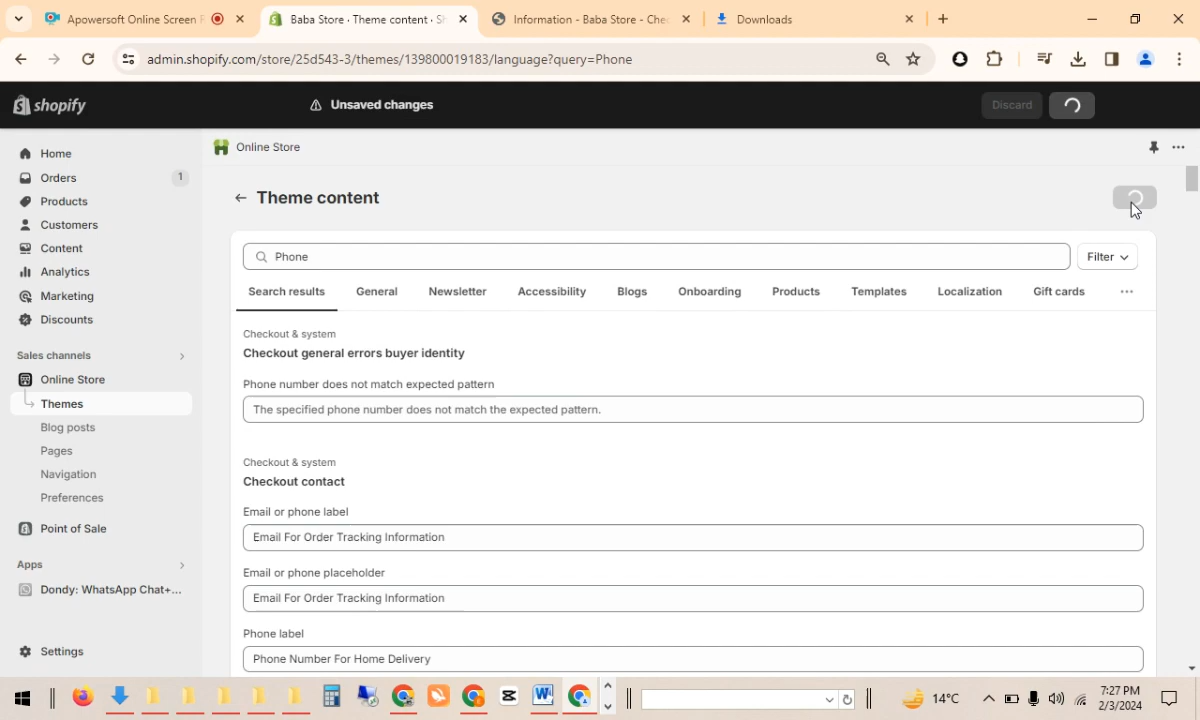 Apowersoft Online Screen R
Baba Store · Theme content · S
Information - Baba Store - Chec
Downloads
admin.shopify.com/store/25d543-3/themes/139800019183/language?query=Phone
shopify
Unsaved changes
Discard
Home
Orders
1
Products
Customers
Content
Analytics
Marketing
Discounts
Sales channels
Online Store
Themes
Blog posts
Pages
Navigation
Preferences
Point of Sale
Apps
Dondy: WhatsApp Chat+...
Settings
Online Store
Theme content
Phone
Filter
Search results
General
Newsletter
Accessibility
Blogs
Onboarding
Products
Templates
Localization
Gift cards
Checkout & system
Checkout general errors buyer identity
Phone number does not match expected pattern
The specified phone number does not match the expected pattern.
Checkout & system
Checkout contact
Email or phone label
Email For Order Tracking Information
Email or phone placeholder
Email For Order Tracking Information
Phone label
Phone Number For Home Delivery
14°C
7:27 PM
2/3/2024